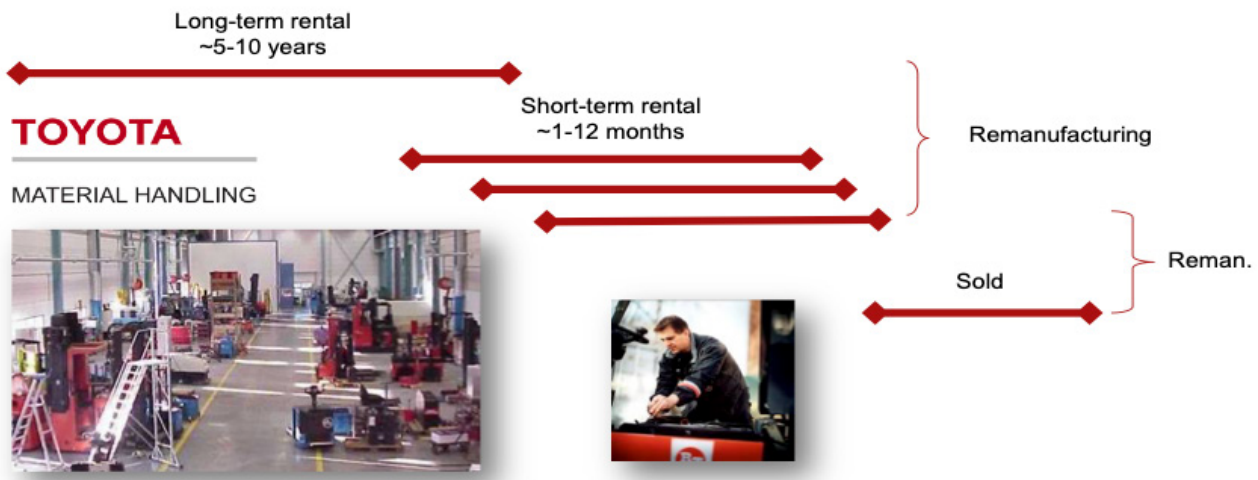 Long-term rental
~5-10 years
TOYOTA
MATERIAL HANDLING
Short-term rental
~1-12 months
Remanufacturing
Sold
Reman.